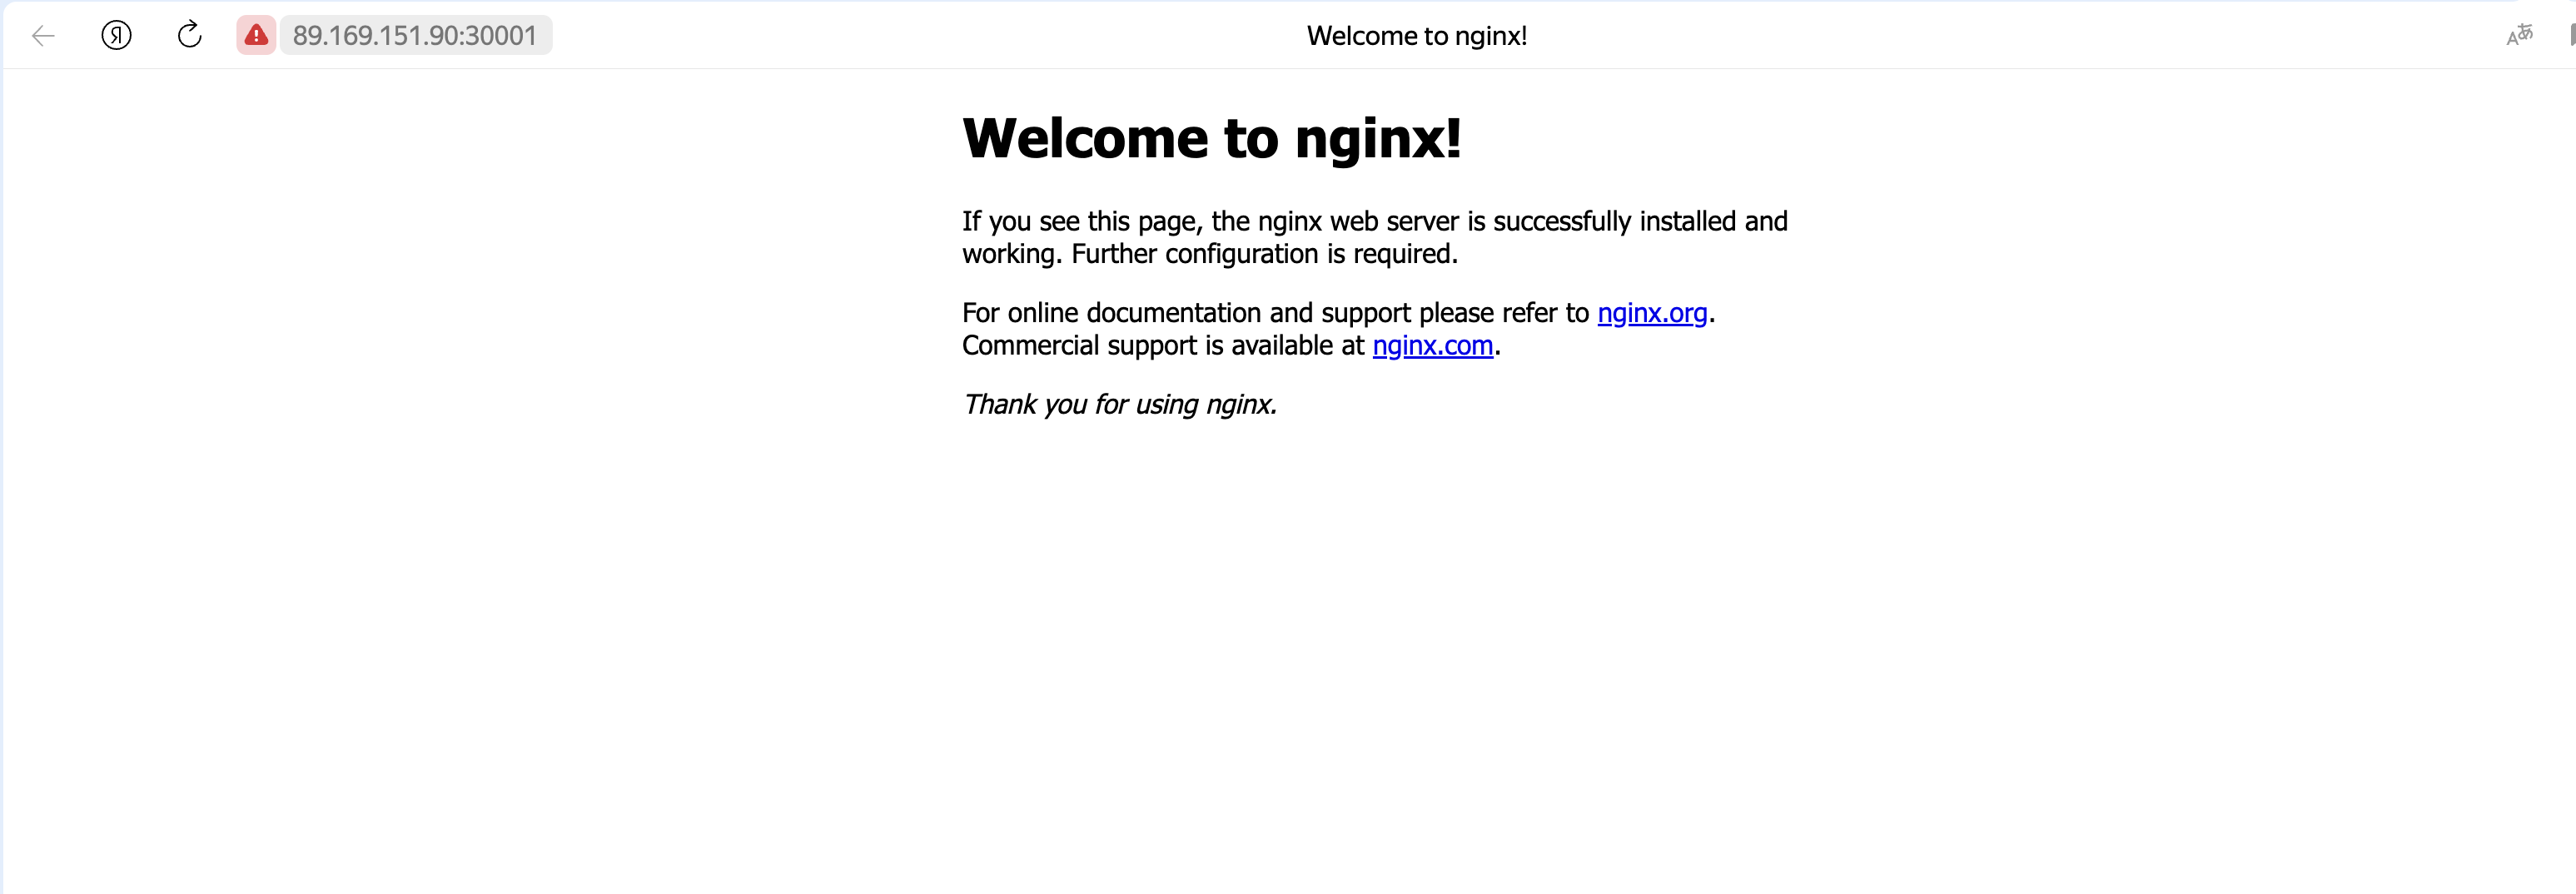 Я
89.169.151.90:30001
Welcome to nginx!
Aあ
Welcome to nginx!
If you see this page, the nginx web server is successfully installed and
working. Further configuration is required.
For online documentation and support please refer to nginx.org.
Commercial support is available at nginx.com.
Thank you for using nginx.